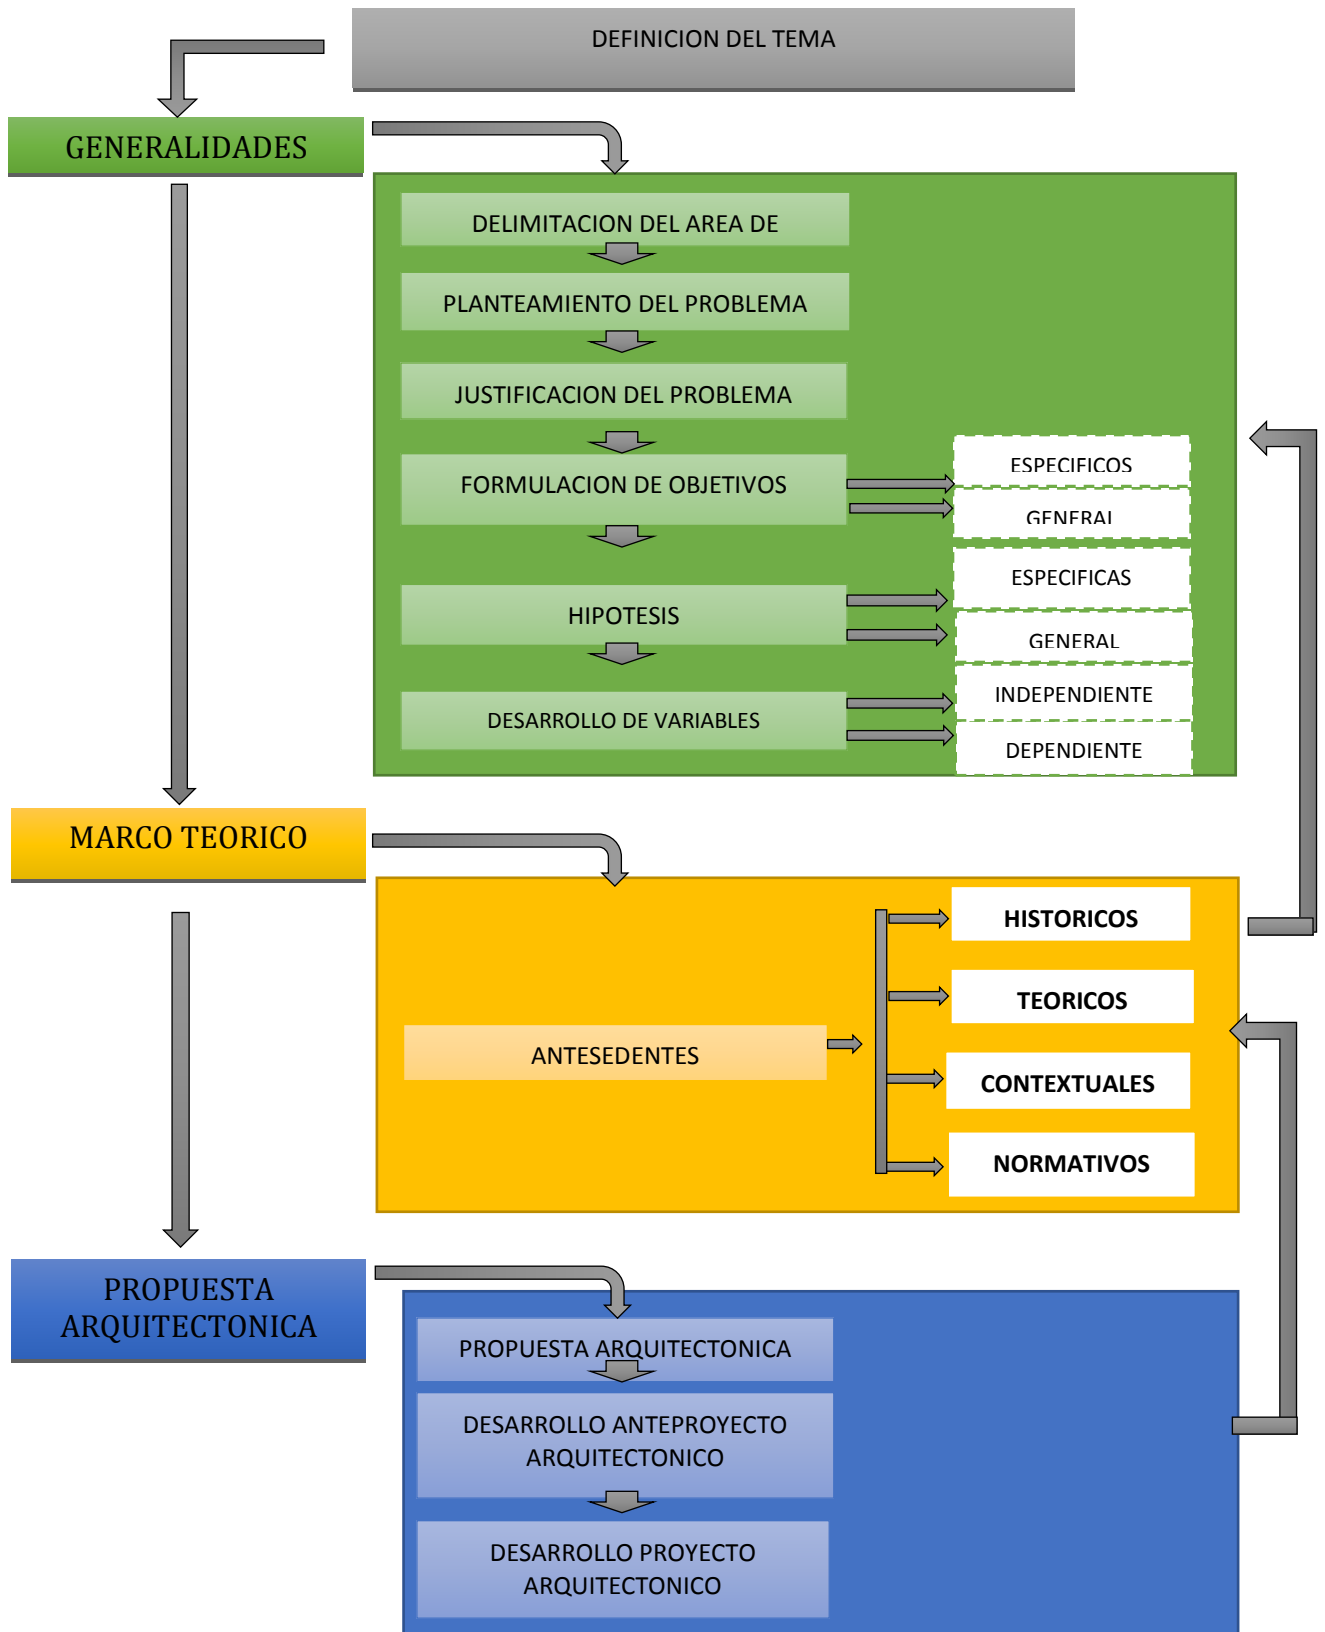 DEFINICION DEL TEMA
GENERALIDADES
DELIMITACION DEL AREA DE
PLANTEAMIENTO DEL PROBLEMA
JUSTIFICACION DEL PROBLEMA
FORMULACION DE OBJETIVOS
ESPECIFICOS
GENERAL
HIPOTESIS
ESPECIFICAS
GENERAL
DESARROLLO DE VARIABLES
INDEPENDIENTE
DEPENDIENTE
MARCO TEORICO
ANTESEDENTES
HISTORICOS
TEORICOS
CONTEXTUALES
NORMATIVOS
PROPUESTA
ARQUITECTONICA
PROPUESTA ARQUITECTONICA
DESARROLLO ANTEPROYECTO
ARQUITECTONICO
DESARROLLO PROYECTO
ARQUITECTONICO